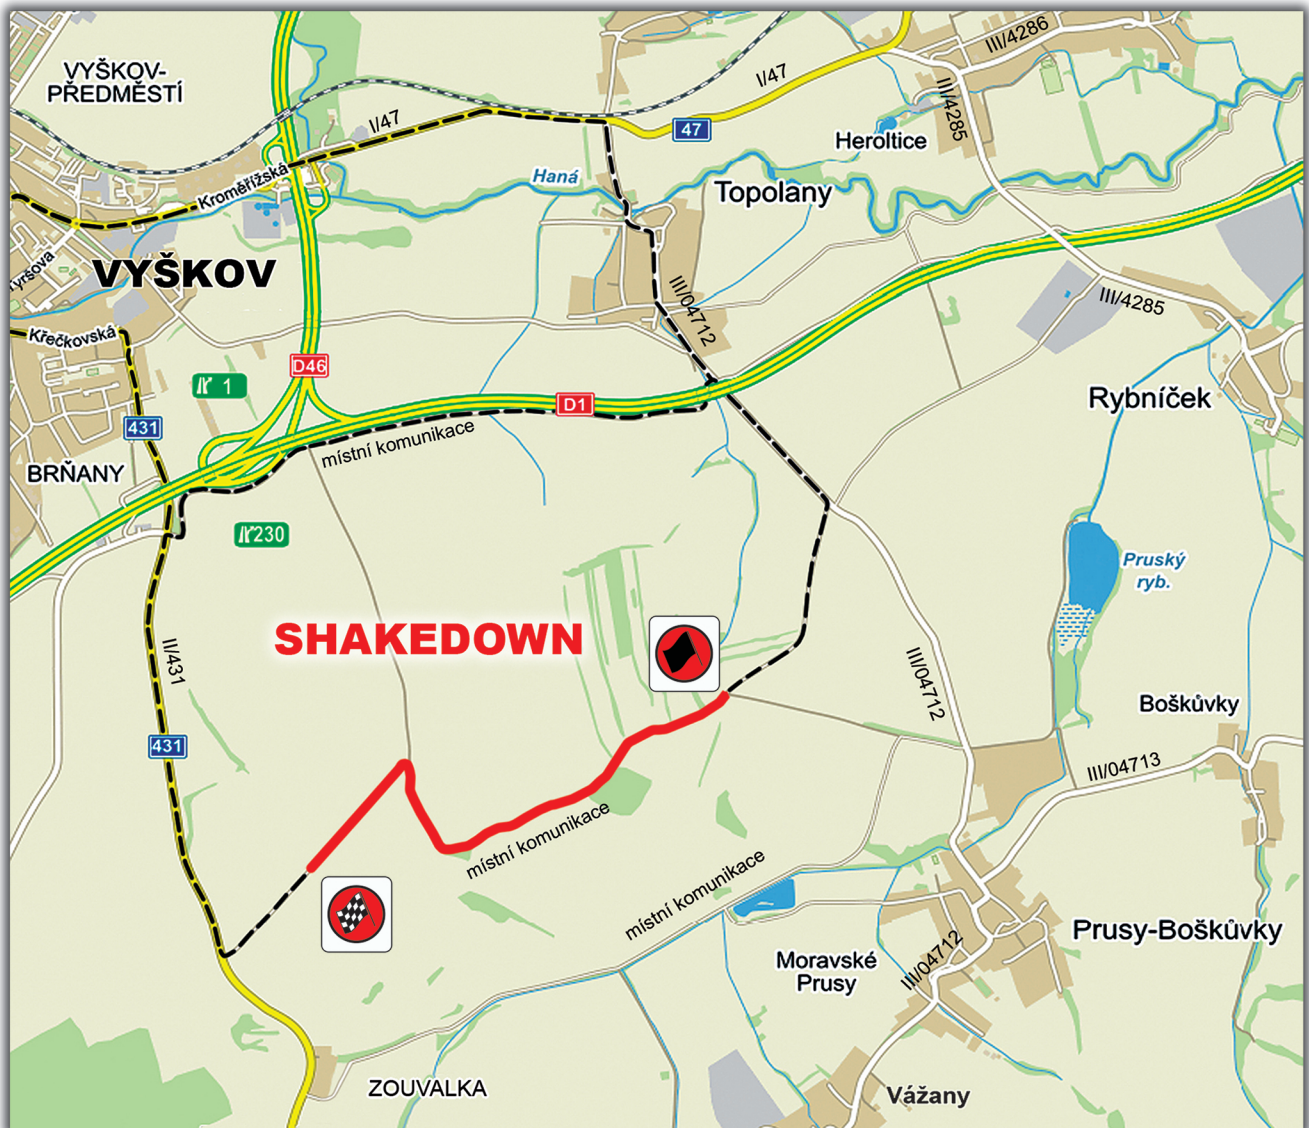 III/4286
VYŠKOV-
PŘEDMĚSTÍ
I/47
I/47
III/4285
47
Heroltice
Kroměřížská
Haná
Topolany
Tyršova
VYŠKOV
III/04712
III/4285
Křečkovská
D46
1
Rybníček
D1
431
místní komunikace
BRŇANY
230
Pruský
ryb.
SHAKEDOWN
II/431
III/04712
Boškůvky
431
III/04713
místní komunikace
místní komunikace
Prusy-Boškůvky
Moravské
Prusy
III/04712
ZOUVALKA
Vážany